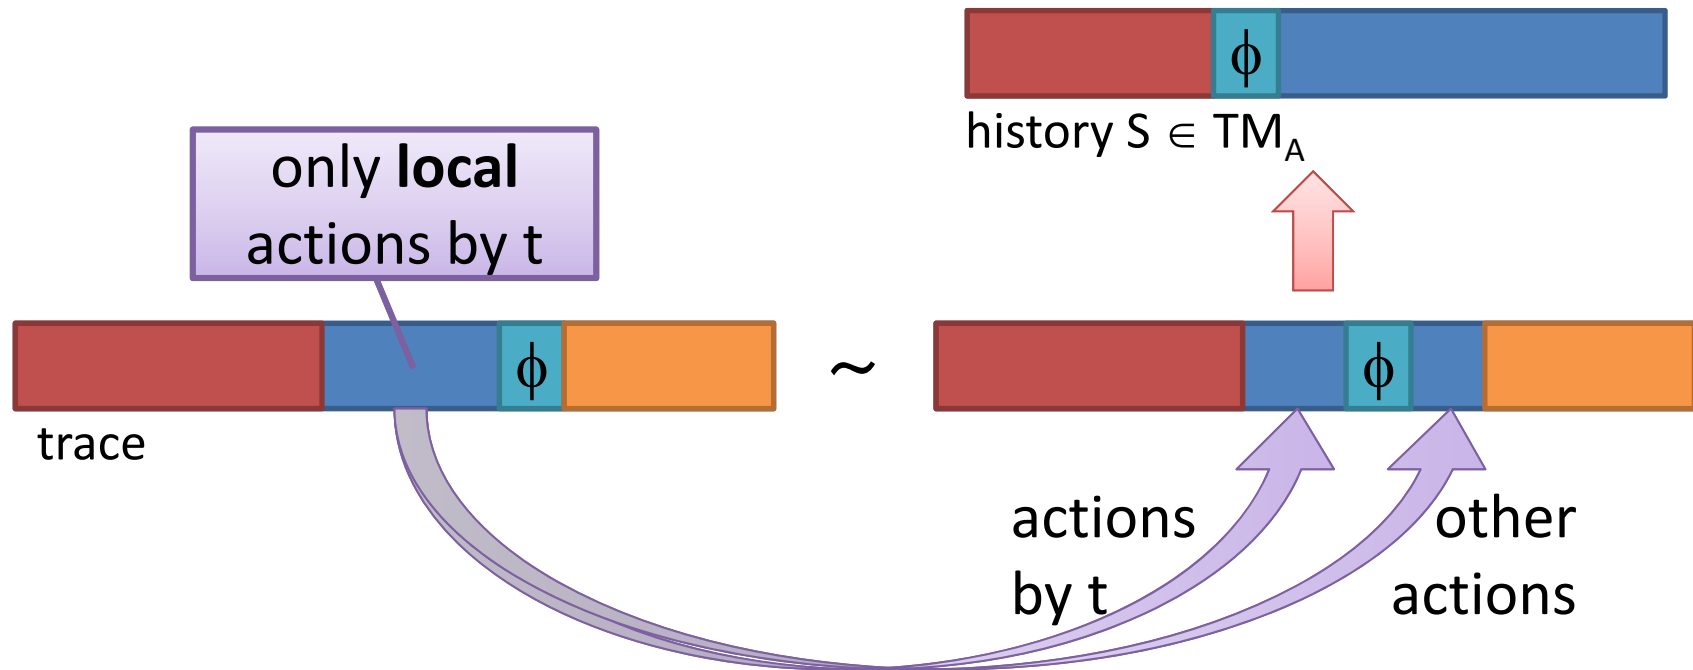 ϕ
history S ∈ TM_A
only local
actions by t
ϕ
~
ϕ
trace
actions
by t
other
actions